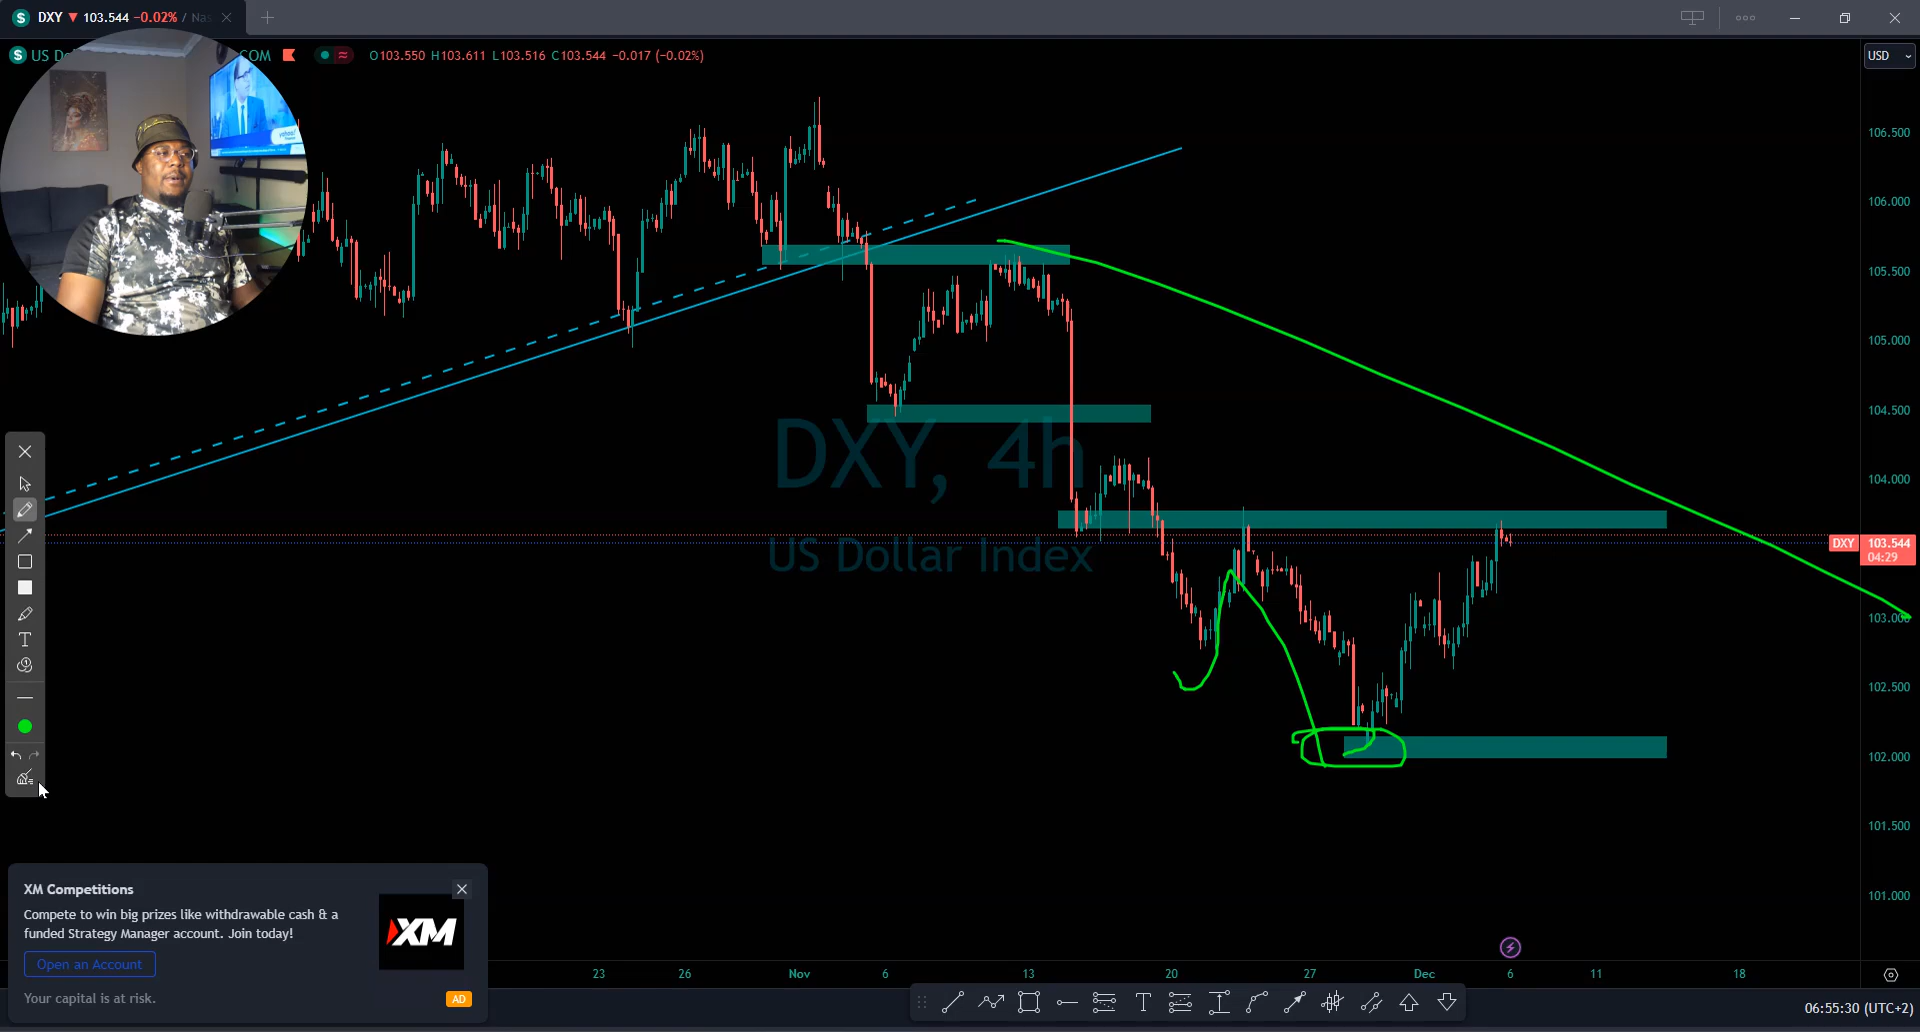 DXY ▼ 103.544 −0.02% / Nas
US Do
COM
O103.550 H103.611 L103.516 C103.544 −0.017 (−0.02%)
USD
106.500
106.000
105.500
105.000
104.500
104.000
DXY 103.544
04:29
103.000
102.500
102.000
101.500
101.000
DXY, 4h
US Dollar Index
XM Competitions
Compete to win big prizes like withdrawable cash & a
funded Strategy Manager account. Join today!
XM
Open an Account
Your capital is at risk.
AD
23 26 Nov 6 13 20 27 Dec 6 11 18
06:55:30 (UTC+2)